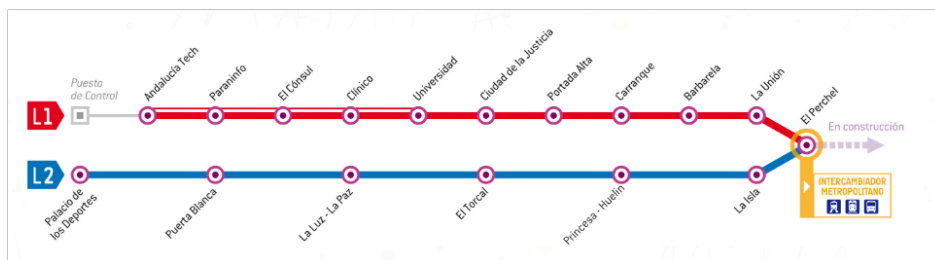 Puesto
de Control
Andalucía Tech
Paraninfo
El Cónsul
Clínico
Universidad
Ciudad de la Justicia
Portada Alta
Carranque
Barbarela
La Unión
El Perchel
L1
En construcción
L2
INTERCAMBIADOR
METROPOLITANO
Palacio de
los Deportes
Puerta Blanca
La Luz - La Paz
El Torcal
Princesa - Huelin
La Isla